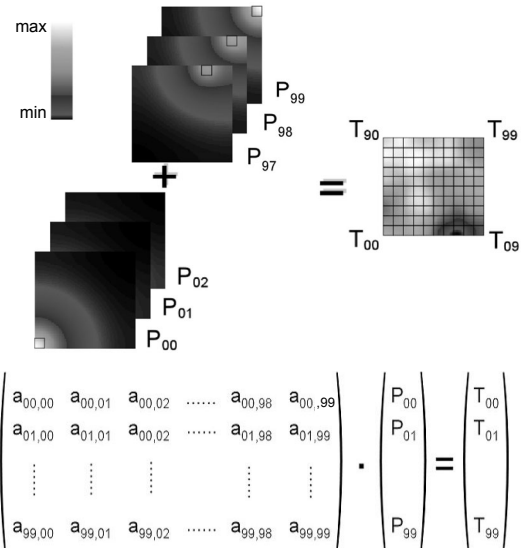 max
min
P₉₉
P₉₈
P₉₇
+
P₀₂
P₀₁
P₀₀
=
T₉₀ T₉₉
T₀₀ T₀₉
a₀₀,₀₀ a₀₀,₀₁ a₀₀,₀₂ ...... a₀₀,₉₈ a₀₀,,₉₉ P₀₀ T₀₀
a₀₁,₀₀ a₀₁,₀₁ a₀₀,₀₂ ...... a₀₁,₉₈ a₀₁,₉₉ · P₀₁ = T₀₁
a₉₉,₀₀ a₉₉,₀₁ a₉₉,₀₂ ...... a₉₉,₉₈ a₉₉,₉₉ P₉₉ T₉₉